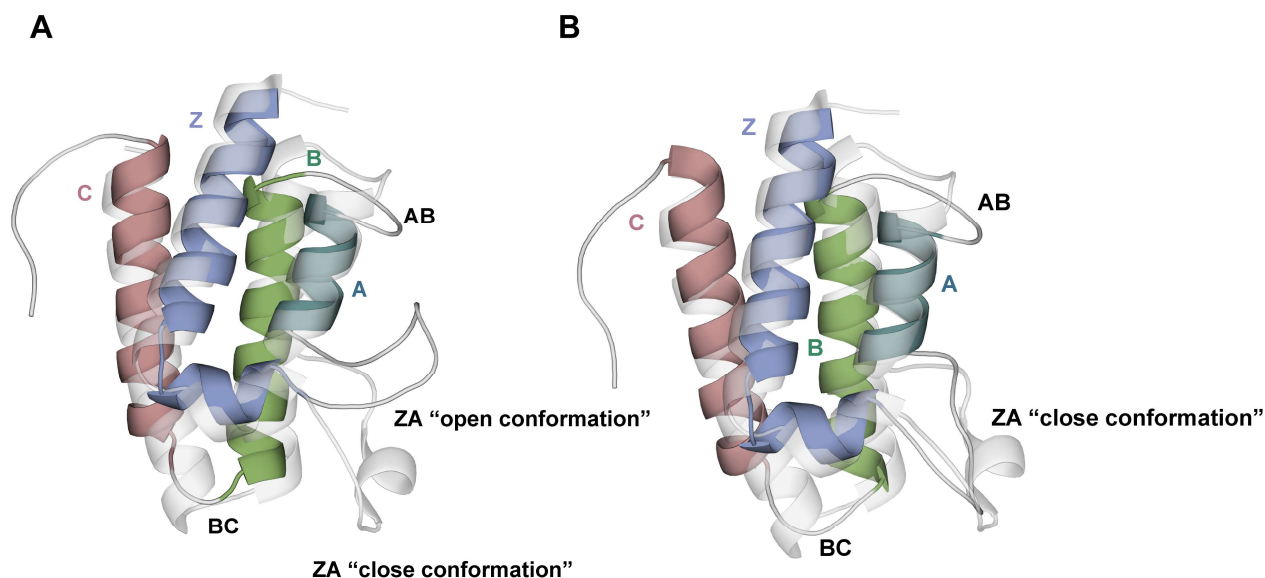 A
B
Z
B
C
AB
A
ZA “open conformation”
BC
ZA “close conformation”
Z
AB
C
A
B
ZA “close conformation”
BC